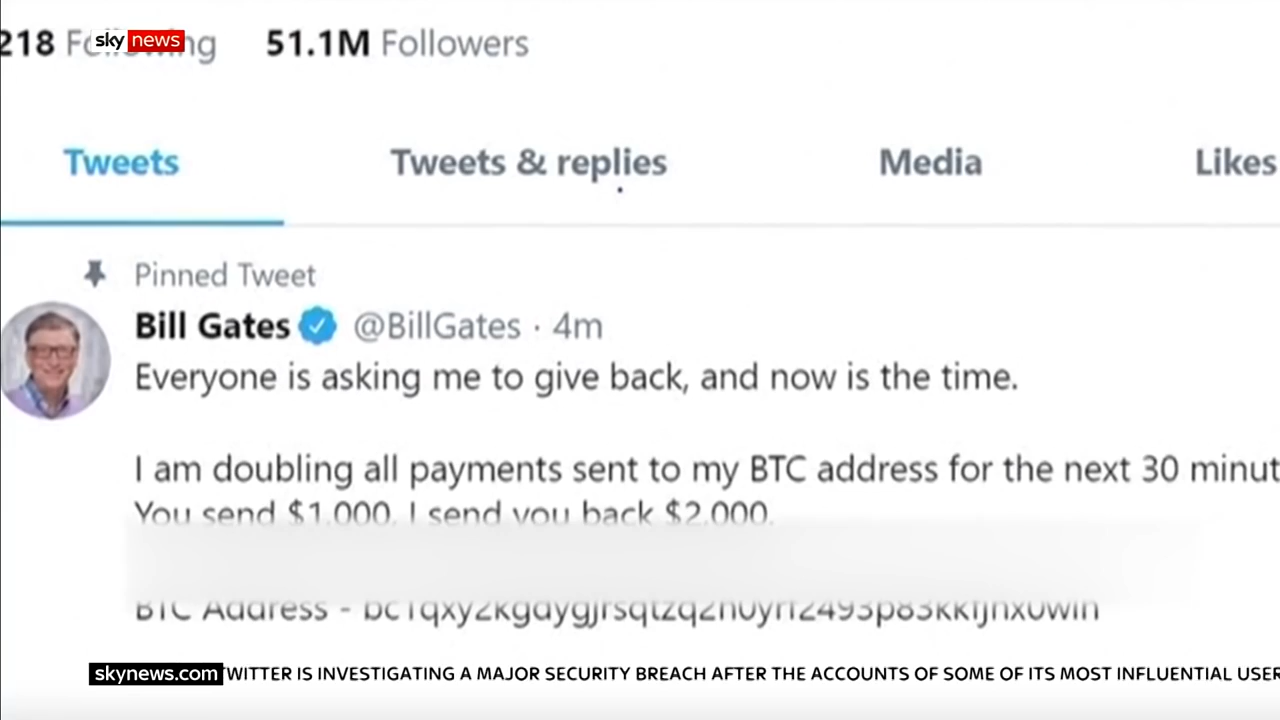 218 Following 51.1M Followers
sky news
Tweets Tweets & replies Media Likes
Pinned Tweet
Bill Gates @BillGates · 4m
Everyone is asking me to give back, and now is the time.
I am doubling all payments sent to my BTC address for the next 30 minut
You send $1,000, I send you back $2,000.
BTC Address -
skynews.com TWITTER IS INVESTIGATING A MAJOR SECURITY BREACH AFTER THE ACCOUNTS OF SOME OF ITS MOST INFLUENTIAL USER